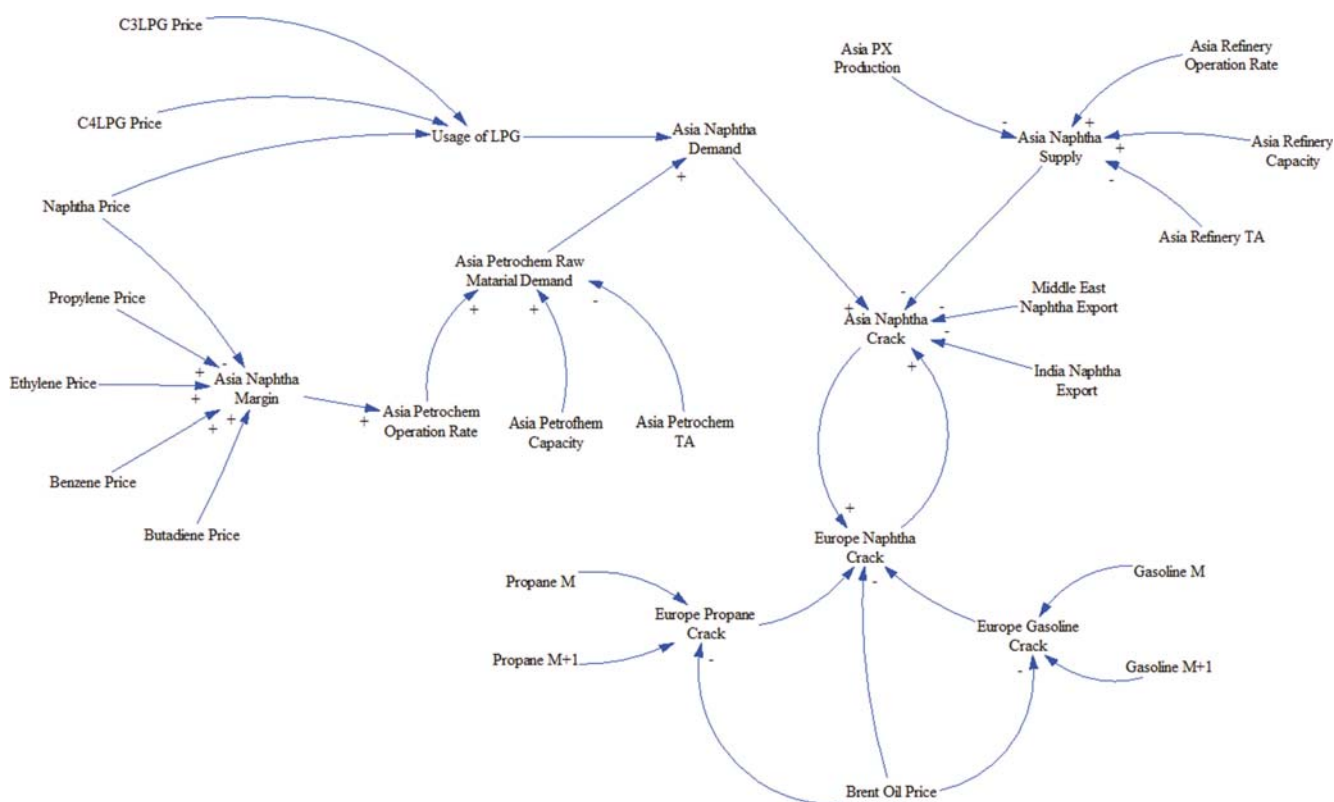 C3LPG Price
C4LPG Price
Usage of LPG
Naphtha Price
Asia Naphtha
Demand
Asia PX
Production
-
Asia Refinery
Operation Rate
+
Asia Naphtha
Supply
+
Asia Refinery
Capacity
-
Asia Refinery TA
+
Asia Petrochem Raw
Matarial Demand
+
+
-
Propylene Price
Ethylene Price
Benzene Price
Butadiene Price
-
+
+
+
+
Asia Naphtha
Margin
+
Asia Petrochem
Operation Rate
Asia Petrofhem
Capacity
Asia Petrochem
TA
-
+
Asia Naphtha
Crack
-
-
+
Middle East
Naphtha Export
India Naphtha
Export
+
Europe Naphtha
Crack
-
Propane M
Europe Propane
Crack
-
Propane M+1
Gasoline M
Europe Gasoline
Crack
-
Gasoline M+1
Brent Oil Price